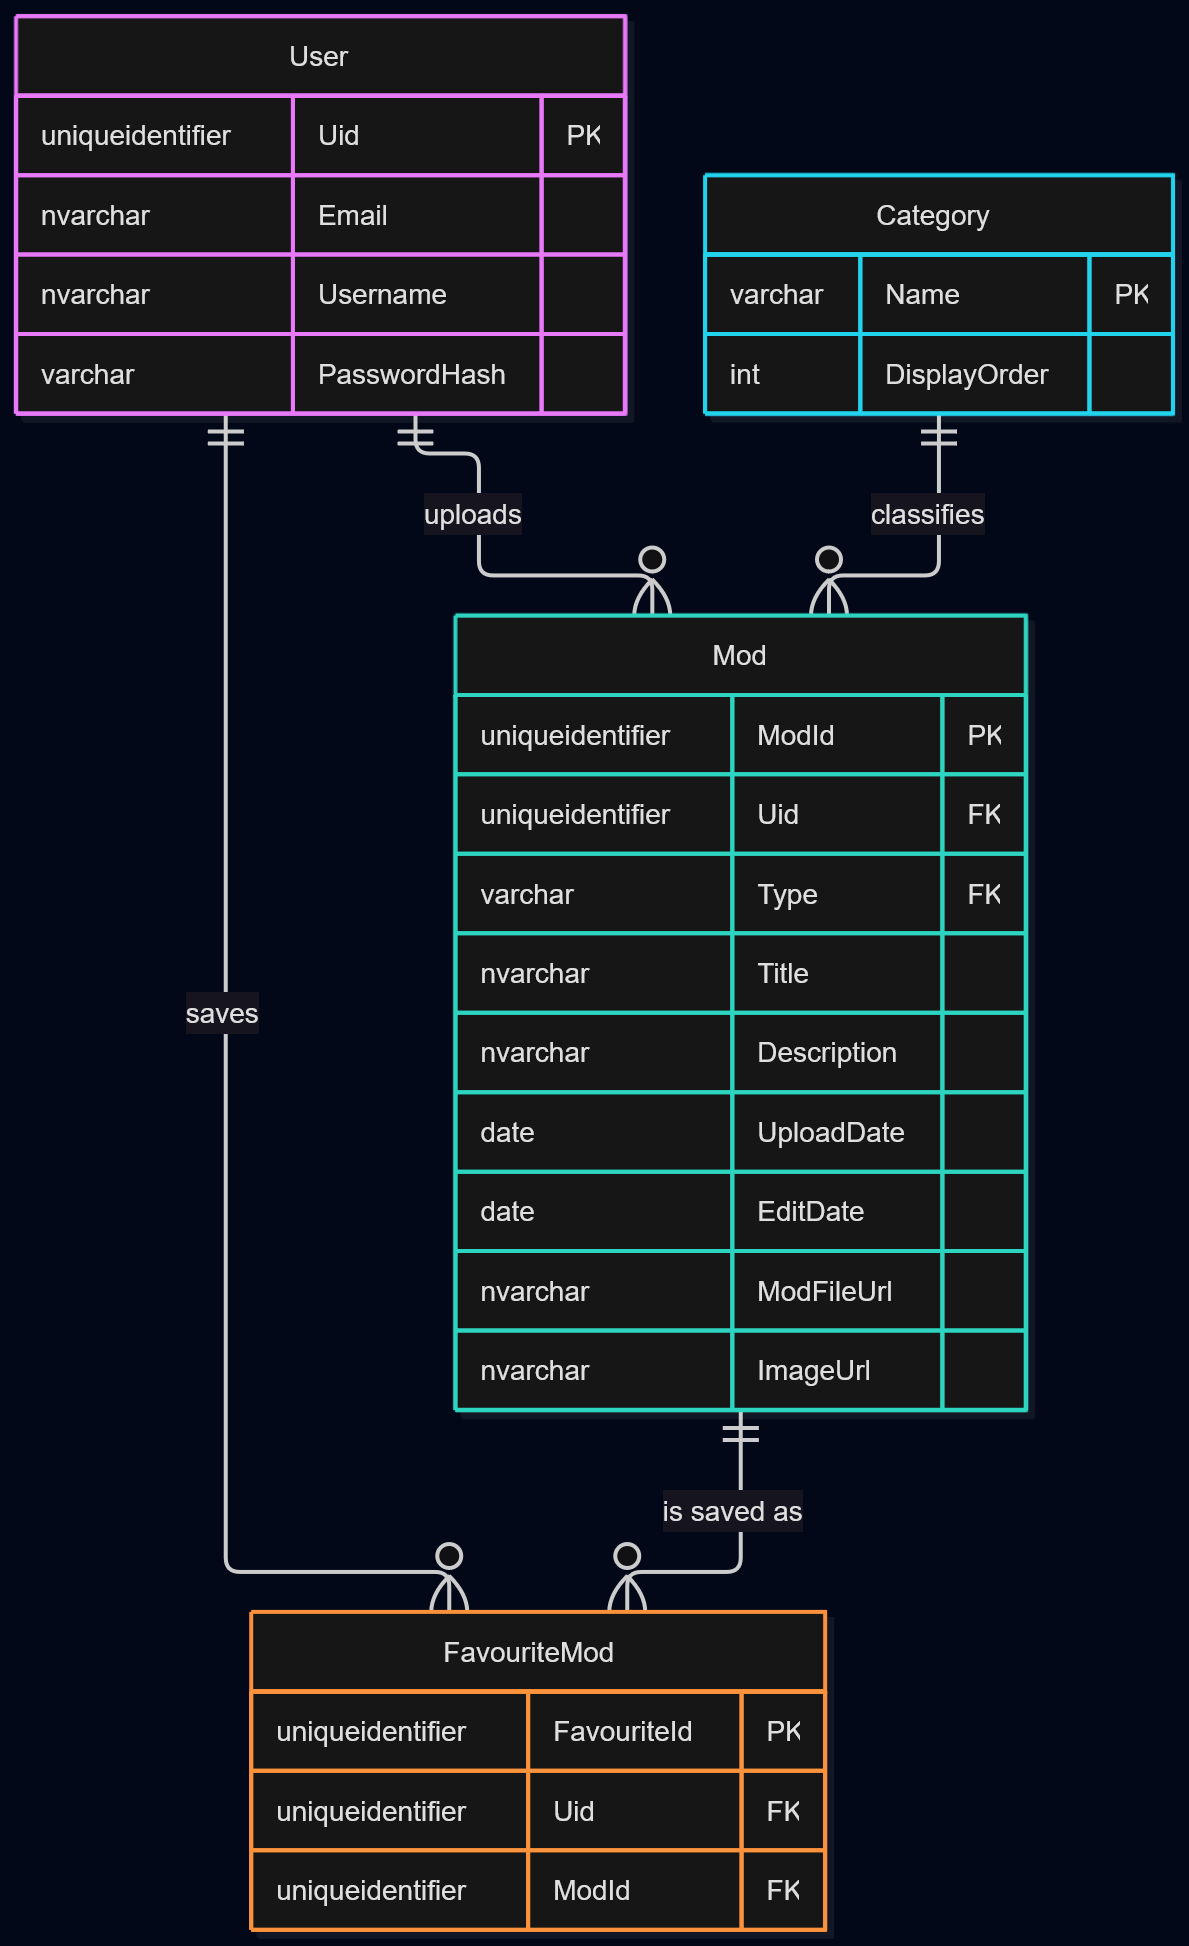 User
uniqueidentifier Uid PK
nvarchar Email
nvarchar Username
varchar PasswordHash
Category
varchar Name PK
int DisplayOrder
uploads
classifies
Mod
uniqueidentifier ModId PK
uniqueidentifier Uid FK
varchar Type FK
nvarchar Title
nvarchar Description
date UploadDate
date EditDate
nvarchar ModFileUrl
nvarchar ImageUrl
saves
is saved as
FavouriteMod
uniqueidentifier FavouriteId PK
uniqueidentifier Uid FK
uniqueidentifier ModId FK